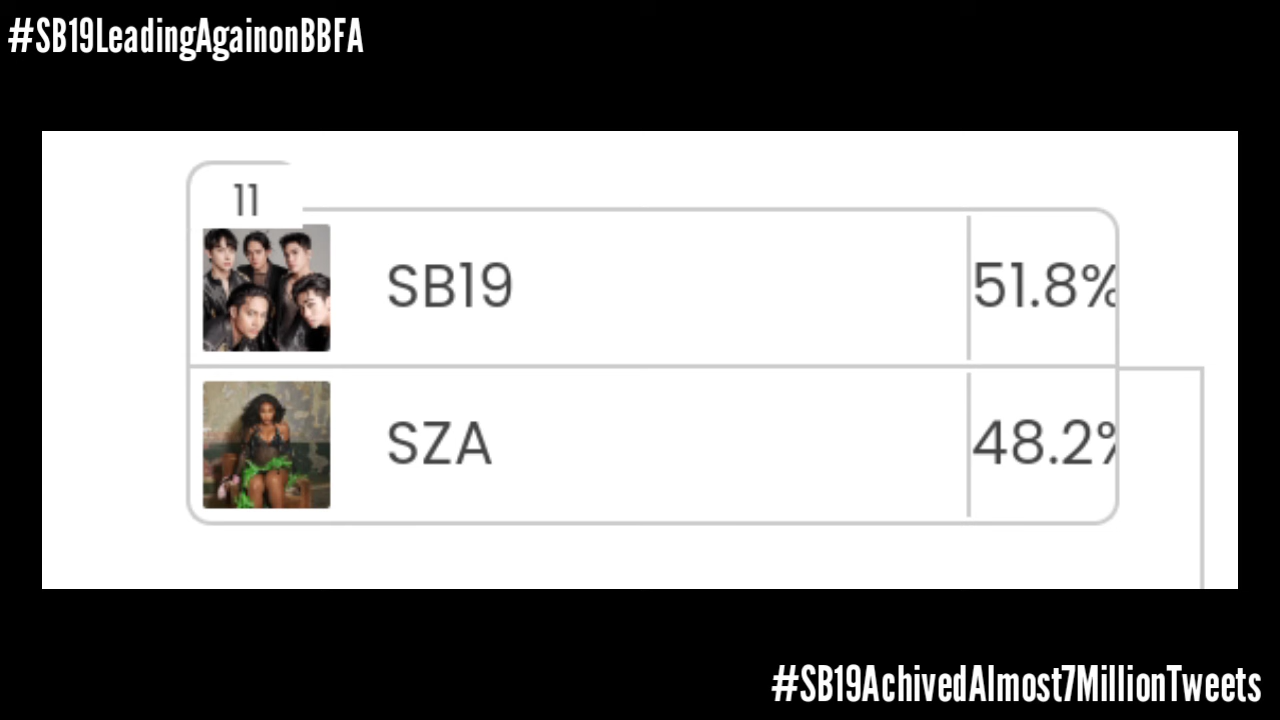 #SB19LeadingAgainonBBFA
11
SB19 51.8%
SZA 48.2%
#SB19AchivedAlmost7MillionTweets